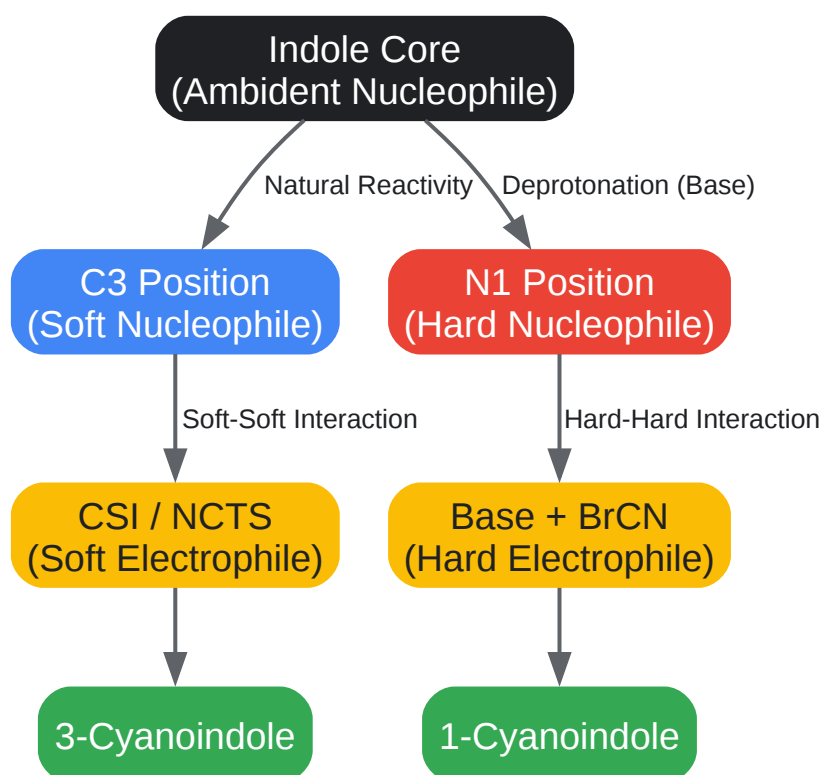 Indole Core
(Ambident Nucleophile)
Natural Reactivity
Deprotonation (Base)
C3 Position
(Soft Nucleophile)
N1 Position
(Hard Nucleophile)
Soft-Soft Interaction
Hard-Hard Interaction
CSI / NCTS
(Soft Electrophile)
Base + BrCN
(Hard Electrophile)
3-Cyanoindole
1-Cyanoindole